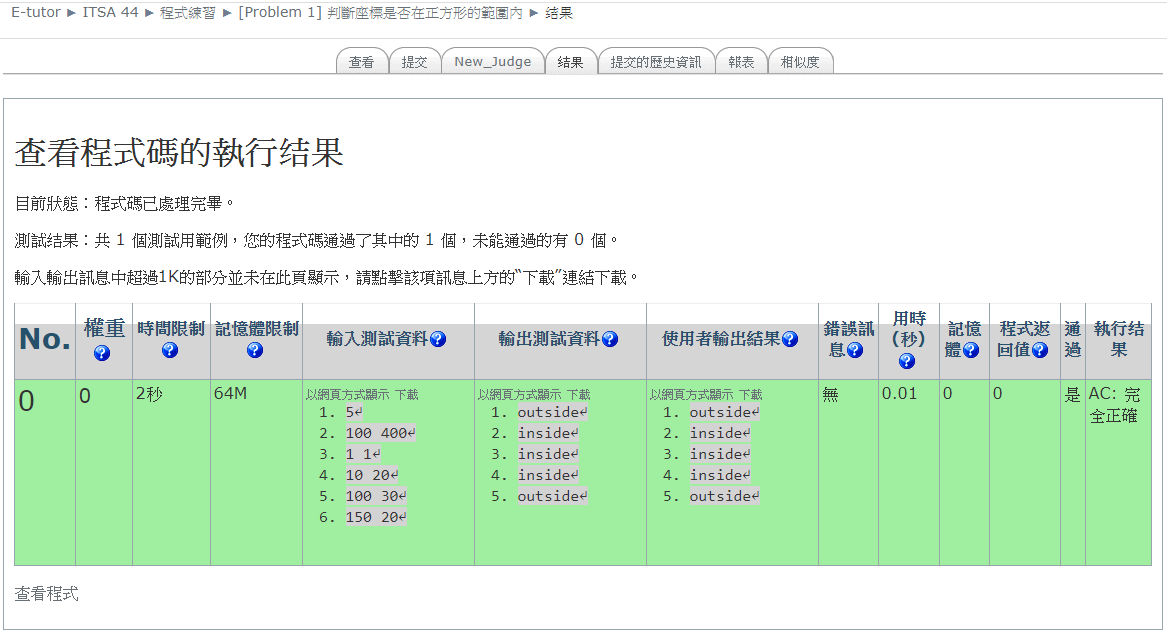 E-tutor ► ITSA 44 ► 程式練習 ► [Problem 1] 判斷座標是否在正方形的範圍內 ► 結果
查看 提交 New_Judge 結果 提交的歷史資訊 報表 相似度
查看程式碼的執行结果
目前狀態：程式碼已處理完畢。
測試结果：共 1 個測試用範例，您的程式碼通過了其中的 1 個，未能通過的有 0 個。
輸入輸出訊息中超過1K的部分並未在此頁顯示，請點擊該項訊息上方的“下載”連結下載。
No. 權重 時間限制 記憶體限制 輸入測試資料 輸出測試資料 使用者輸出結果 錯誤訊息 用時(秒) 記憶體 程式返回值 通過 執行结果
0 0 2秒 64M 以網頁方式顯示 下載 以網頁方式顯示 下載 以網頁方式顯示 下載 無 0.01 0 0 是 AC: 完全正確
1. 5↵ 1. outside↵ 1. outside↵
2. 100 400↵ 2. inside↵ 2. inside↵
3. 1 1↵ 3. inside↵ 3. inside↵
4. 10 20↵ 4. inside↵ 4. inside↵
5. 100 30↵ 5. outside↵ 5. outside↵
6. 150 20↵
查看程式